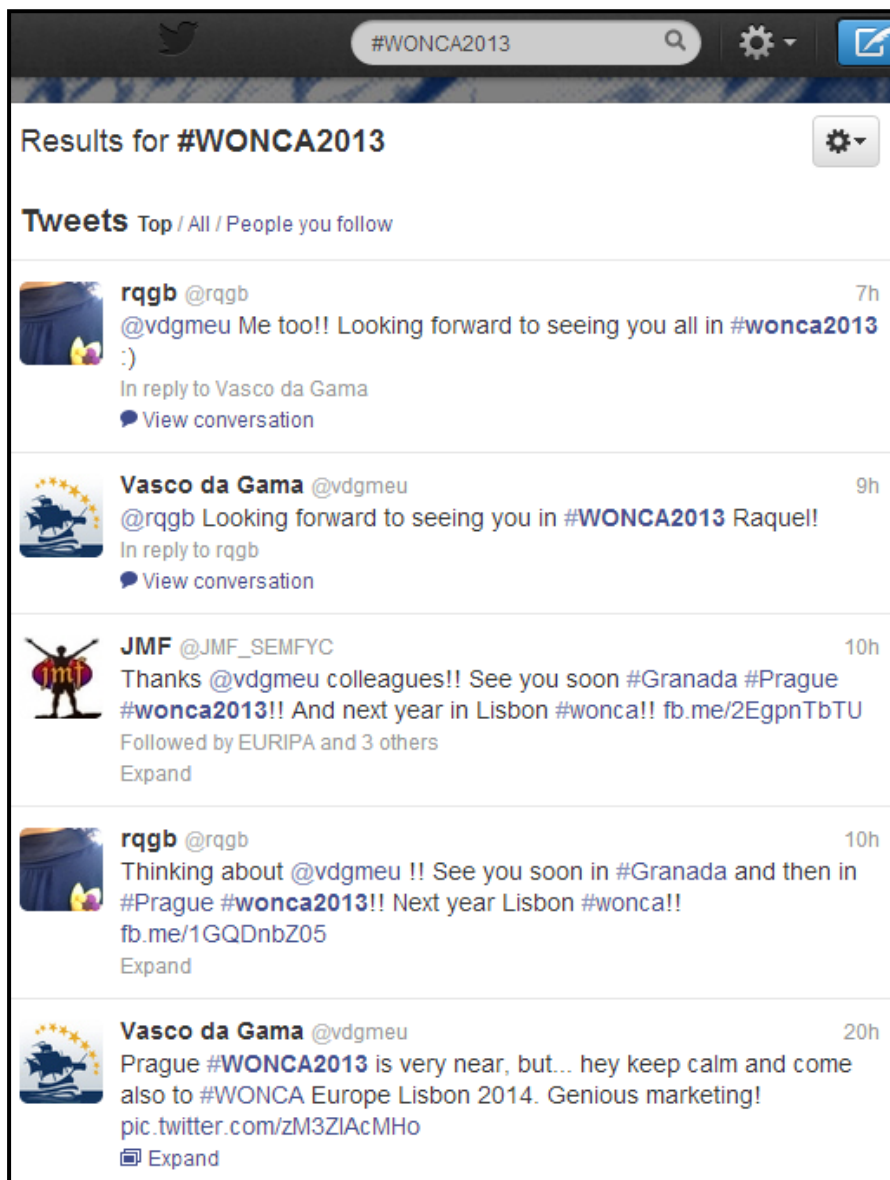 #WONCA2013
Results for #WONCA2013
Tweets Top / All / People you follow
rqgb @rqgb 7h
@vdgmeu Me too!! Looking forward to seeing you all in #wonca2013
:)
In reply to Vasco da Gama
View conversation
Vasco da Gama @vdgmeu 9h
@rqgb Looking forward to seeing you in #WONCA2013 Raquel!
In reply to rqgb
View conversation
jmf
JMF @JMF_SEMFYC 10h
Thanks @vdgmeu colleagues!! See you soon #Granada #Prague
#wonca2013!! And next year in Lisbon #wonca!! fb.me/2EgpnTbTU
Followed by EURIPA and 3 others
Expand
rqgb @rqgb 10h
Thinking about @vdgmeu !! See you soon in #Granada and then in
#Prague #wonca2013!! Next year Lisbon #wonca!!
fb.me/1GQDnbZ05
Expand
Vasco da Gama @vdgmeu 20h
Prague #WONCA2013 is very near, but... hey keep calm and come
also to #WONCA Europe Lisbon 2014. Genious marketing!
pic.twitter.com/zM3ZlAcMHo
Expand